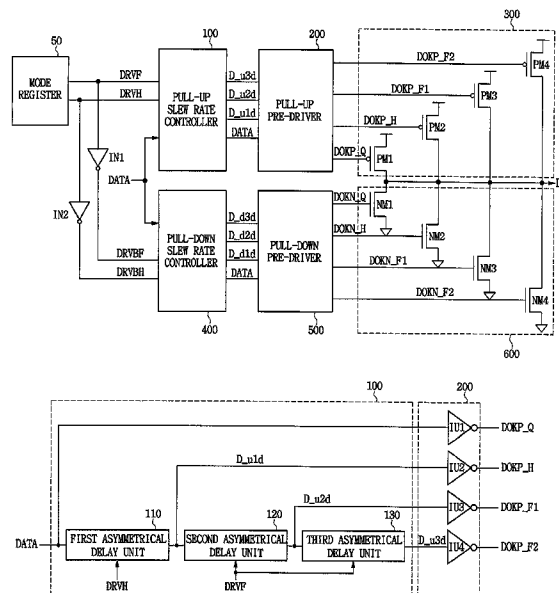 300
50
100
200
DOKP_F2
PM4
MODE
REGISTER
DRVF
DRVH
PULL-UP
SLEW RATE
CONTROLLER
D_u3d
D_u2d
D_u1d
DATA
PULL-UP
PRE-DRIVER
DOKP_F1
PM3
DOKP_H
PM2
DOKP_Q
PM1
IN1
DATA
IN2
DRVBF
DRVBH
PULL-DOWN
SLEW RATE
CONTROLLER
D_d3d
D_d2d
D_d1d
DATA
PULL-DOWN
PRE-DRIVER
DOKN_Q
NM1
DOKN_H
NM2
DOKN_F1
NM3
DOKN_F2
NM4
400
500
600
100
200
IU1
DOKP_Q
D_u1d
IU2
DOKP_H
D_u2d
IU3
DOKP_F1
110
120
130
DATA
FIRST ASYMMETRICAL
DELAY UNIT
SECOND ASYMMETRICAL
DELAY UNIT
THIRD ASYMMETRICAL
DELAY UNIT
D_u3d
IU4
DOKP_F2
DRVH
DRVF